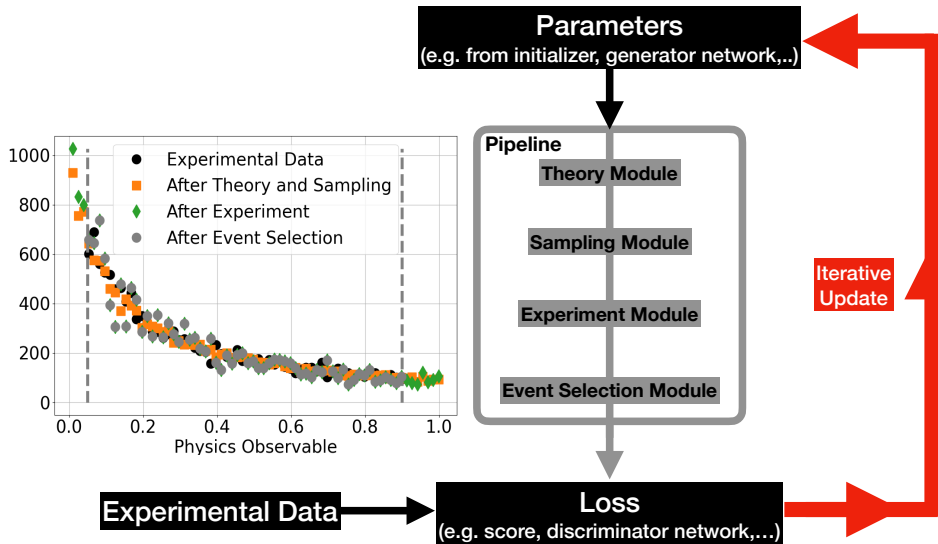 Parameters
(e.g. from initializer, generator network,..)
Pipeline
Theory Module
Sampling Module
Experiment Module
Event Selection Module
Iterative
Update
1000
800
600
400
200
0
Experimental Data
After Theory and Sampling
After Experiment
After Event Selection
0.0 0.2 0.4 0.6 0.8 1.0
Physics Observable
Experimental Data
Loss
(e.g. score, discriminator network,...)